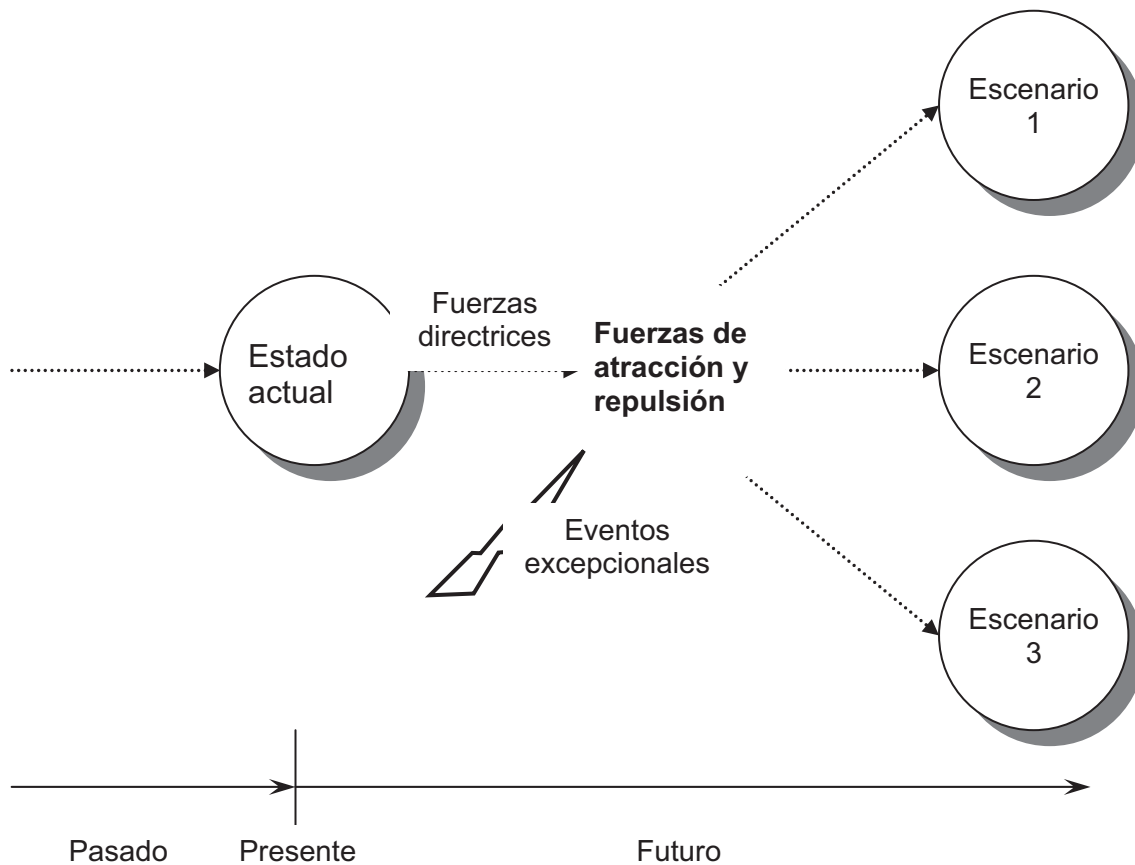 Escenario
1
Fuerzas
directrices
Fuerzas de
atracción y
repulsión
Estado
actual
Escenario
2
Eventos
excepcionales
Escenario
3
Pasado
Presente
Futuro